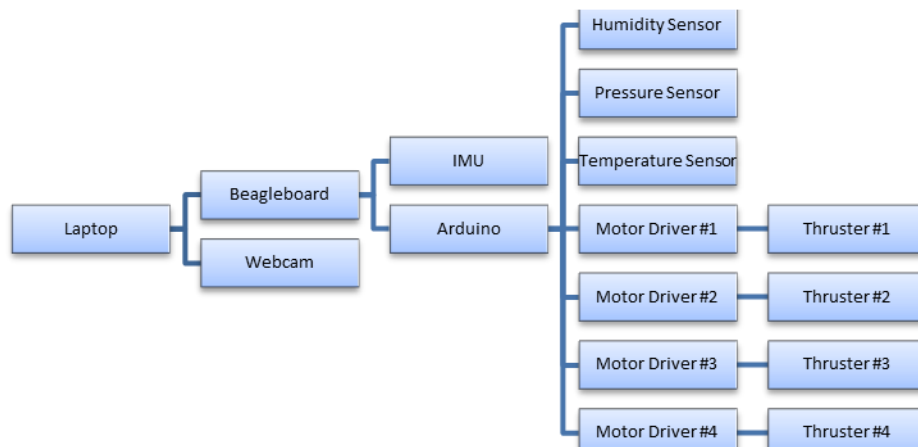 Humidity Sensor
Pressure Sensor
IMU
Temperature Sensor
Beagleboard
Laptop
Arduino
Motor Driver #1
Thruster #1
Webcam
Motor Driver #2
Thruster #2
Motor Driver #3
Thruster #3
Motor Driver #4
Thruster #4